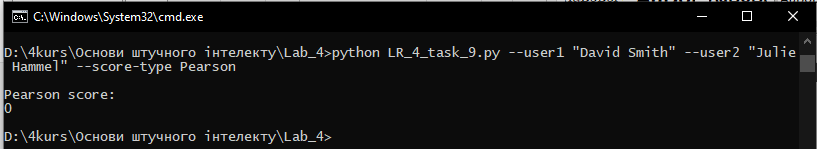 C:\Windows\System32\cmd.exe
D:\4kurs\Основи штучного інтелекту\Lab_4>python LR_4_task_9.py --user1 "David Smith" --user2 "Julie
 Hammel" --score-type Pearson
Pearson score:
0
D:\4kurs\Основи штучного інтелекту\Lab_4>